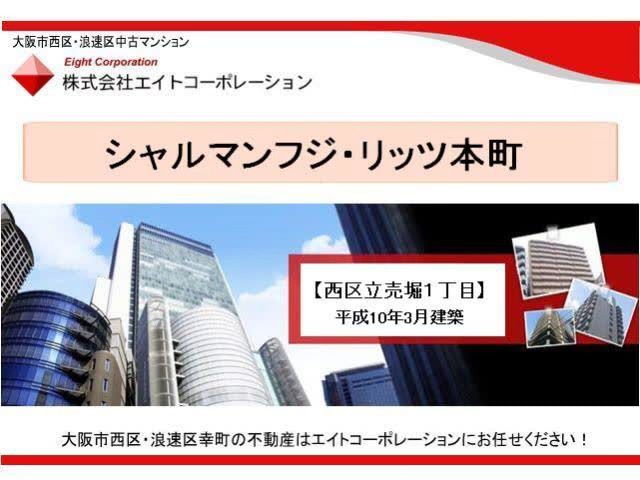 大阪市西区・浪速区中古マンション
Eight Corporation
株式会社エイトコーポレーション
シャルマンフジ・リッツ本町
【西区立売堀１丁目】
平成10年3月建築
大阪市西区・浪速区幸町の不動産はエイトコーポレーションにお任せください！